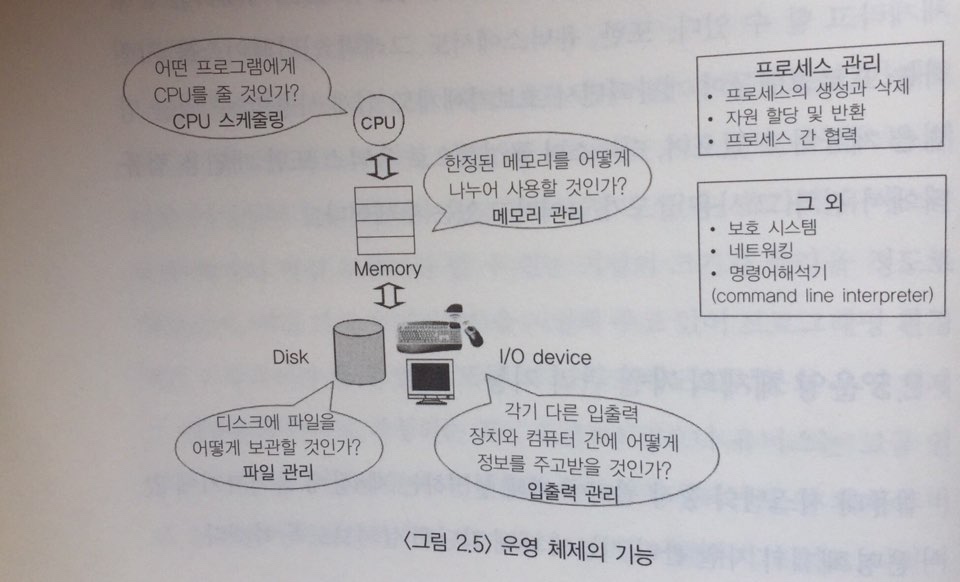 어떤 프로그램에게
CPU를 줄 것인가?
CPU 스케줄링
CPU
한정된 메모리를 어떻게
나누어 사용할 것인가?
메모리 관리
Memory
프로세스 관리
• 프로세스의 생성과 삭제
• 자원 할당 및 반환
• 프로세스 간 협력
그 외
• 보호 시스템
• 네트워킹
• 명령어해석기
(command line interpreter)
Disk
I/O device
디스크에 파일을
어떻게 보관할 것인가?
파일 관리
각기 다른 입출력
장치와 컴퓨터 간에 어떻게
정보를 주고받을 것인가?
입출력 관리
<그림 2.5> 운영 체제의 기능